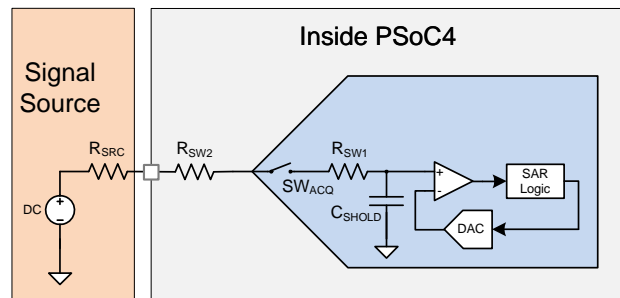 Inside PSoC4
Signal
Source
RSRC
RSW2
RSW1
SWACQ
CSHOLD
DC
+
-
+
-
SAR
Logic
DAC